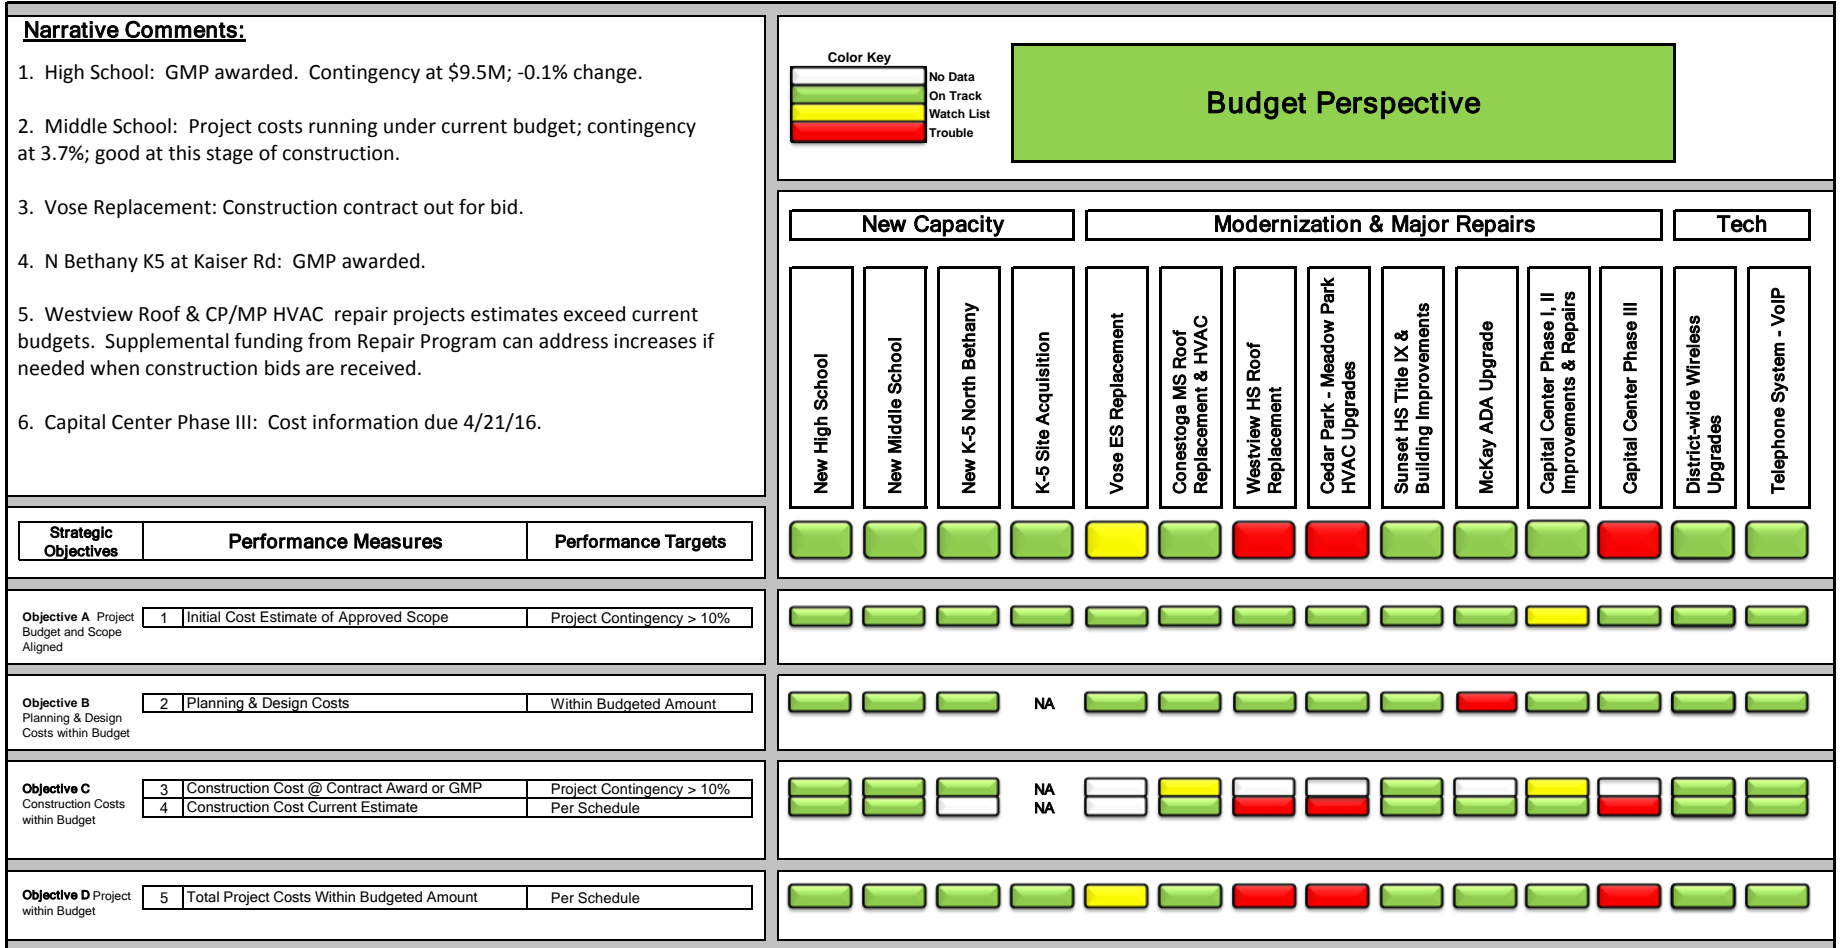 Narrative Comments:
1.  High School:  GMP awarded.  Contingency at $9.5M; -0.1% change.
2.  Middle School:  Project costs running under current budget; contingency
at 3.7%; good at this stage of construction.
3.  Vose Replacement: Construction contract out for bid.
4.  N Bethany K5 at Kaiser Rd:  GMP awarded.
5.  Westview Roof & CP/MP HVAC  repair projects estimates exceed current
budgets.  Supplemental funding from Repair Program can address increases if
needed when construction bids are received.
6.  Capital Center Phase III:  Cost information due 4/21/16.
Color Key
No Data
On Track
Watch List
Trouble
Budget Perspective
New Capacity
Modernization & Major Repairs
Tech
New High School
New Middle School
New K-5 North Bethany
K-5 Site Acquisition
Vose ES Replacement
Conestoga MS Roof
Replacement & HVAC
Westview HS Roof
Replacement
Cedar Park - Meadow Park
HVAC Upgrades
Sunset HS Title IX &
Building Improvements
McKay ADA Upgrade
Capital Center Phase I, II
Improvements & Repairs
Capital Center Phase III
District-wide Wireless
Upgrades
Telephone System - VoIP
Strategic
Objectives
Performance Measures
Performance Targets
Objective A  Project
Budget and Scope
Aligned
1 Initial Cost Estimate of Approved Scope Project Contingency > 10%
Objective B
Planning & Design
Costs within Budget
2 Planning & Design Costs Within Budgeted Amount
NA
Objective C
Construction Costs
within Budget
3 Construction Cost @ Contract Award or GMP Project Contingency > 10%
NA
4 Construction Cost Current Estimate Per Schedule
NA
Objective D Project
within Budget
5 Total Project Costs Within Budgeted Amount Per Schedule